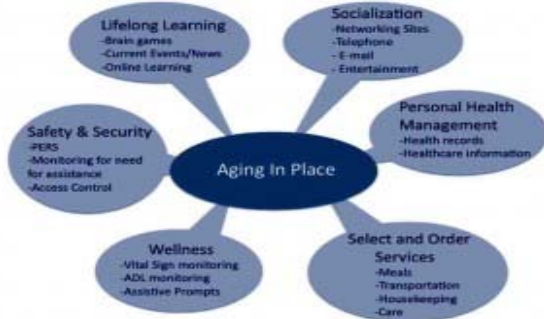 Lifelong Learning
-Brain games
-Current Events/News
-Online Learning
Socialization
-Networking Sites
-Telephone
- E-mail
- Entertainment
Safety & Security
-PERS
-Monitoring for need
for assistance
-Access Control
Aging In Place
Personal Health
Management
-Health records
-Healthcare information
Wellness
-Vital Sign monitoring
-ADL monitoring
-Assistive Prompts
Select and Order
Services
-Meals
-Transportation
-Housekeeping
-Care